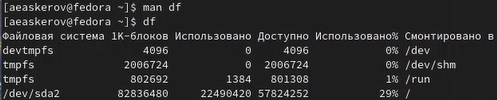 [aeaskerov@fedora ~]$ man df
[aeaskerov@fedora ~]$ df
Файловая система 1K-блоков Использовано Доступно Использовано% Смонтировано в
devtmpfs 4096 0 4096 0% /dev
tmpfs 2006724 0 2006724 0% /dev/shm
tmpfs 802692 1384 801308 1% /run
/dev/sda2 82836480 22490420 57824252 29% /